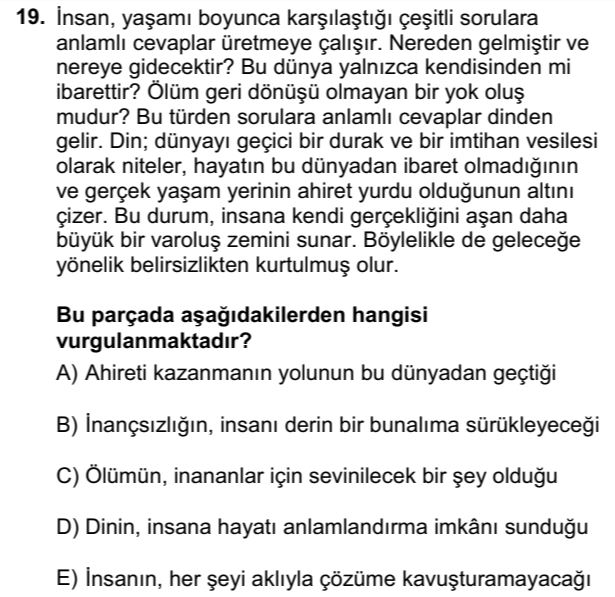 19. İnsan, yaşamı boyunca karşılaştığı çeşitli sorulara
anlamlı cevaplar üretmeye çalışır. Nereden gelmiştir ve
nereye gidecektir? Bu dünya yalnızca kendisinden mi
ibarettir? Ölüm geri dönüşü olmayan bir yok oluş
mudur? Bu türden sorulara anlamlı cevaplar dinden
gelir. Din; dünyayı geçici bir durak ve bir imtihan vesilesi
olarak niteler, hayatın bu dünyadan ibaret olmadığının
ve gerçek yaşam yerinin ahiret yurdu olduğunun altını
çizer. Bu durum, insana kendi gerçekliğini aşan daha
büyük bir varoluş zemini sunar. Böylelikle de geleceğe
yönelik belirsizlikten kurtulmuş olur.
Bu parçada aşağıdakilerden hangisi
vurgulanmaktadır?
A) Ahireti kazanmanın yolunun bu dünyadan geçtiği
B) İnançsızlığın, insanı derin bir bunalıma sürükleyeceği
C) Ölümün, inananlar için sevinilecek bir şey olduğu
D) Dinin, insana hayatı anlamlandırma imkânı sunduğu
E) İnsanın, her şeyi aklıyla çözüme kavuşturamayacağı